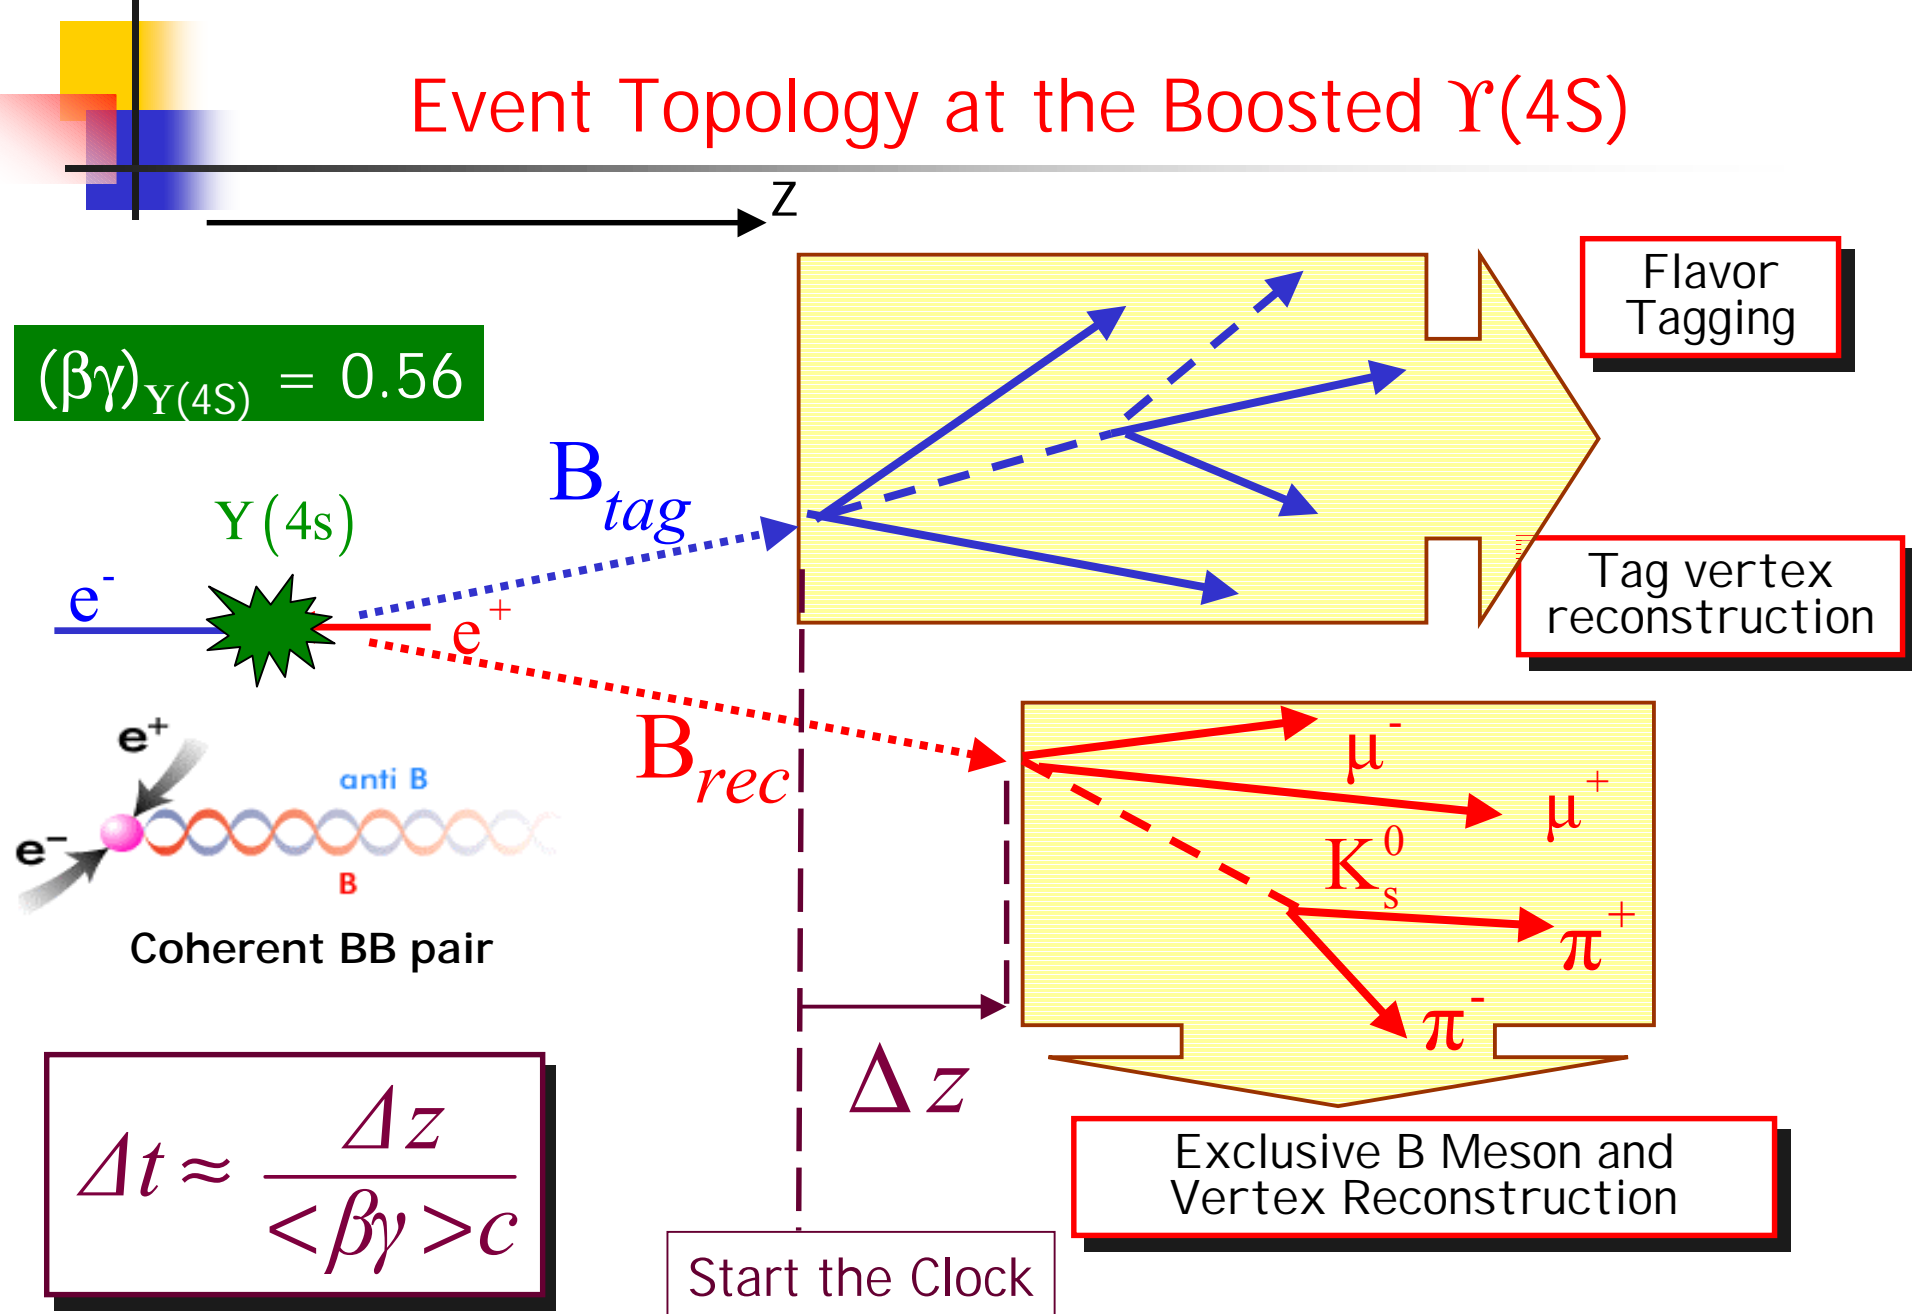 Event Topology at the Boosted ϒ(4S)
z
Flavor
Tagging
(βγ)ϒ(4S) = 0.56
Btag
ϒ(4s)
e-
e+
Tag vertex
reconstruction
Brec
μ-
μ+
K0s
π+
π-
e+
anti B
e−
B
Coherent BB pair
Δz
Δt ≈ Δz / <βγ>c
Exclusive B Meson and
Vertex Reconstruction
Start the Clock